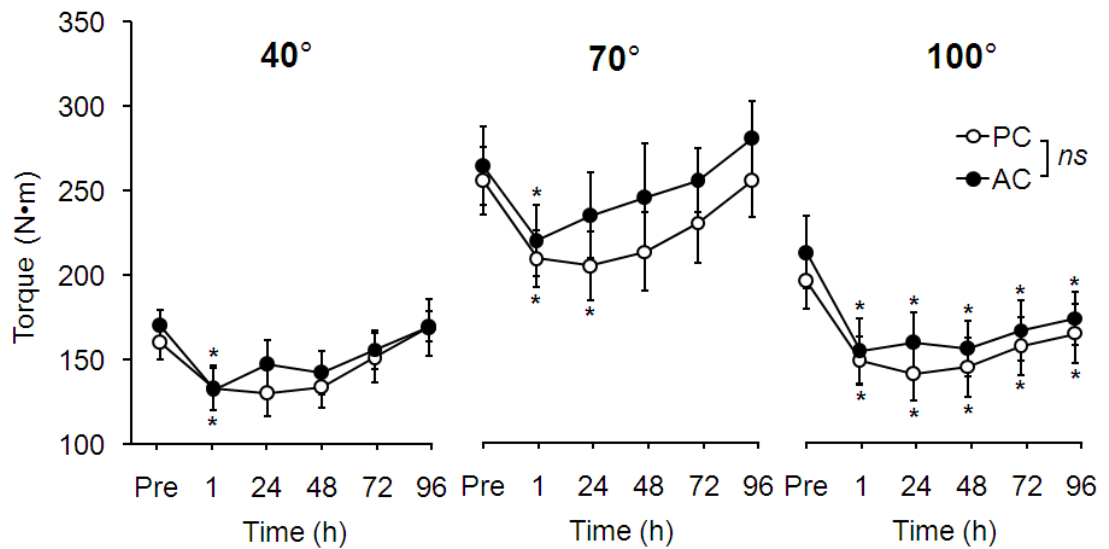 350
300
250
200
150
100
Torque (N•m)
40°
70°
100°
PC
AC
ns
*
*
*
*
*
* * * * *
* * * * *
Pre 1 24 48 72 96
Pre 1 24 48 72 96
Pre 1 24 48 72 96
Time (h)
Time (h)
Time (h)